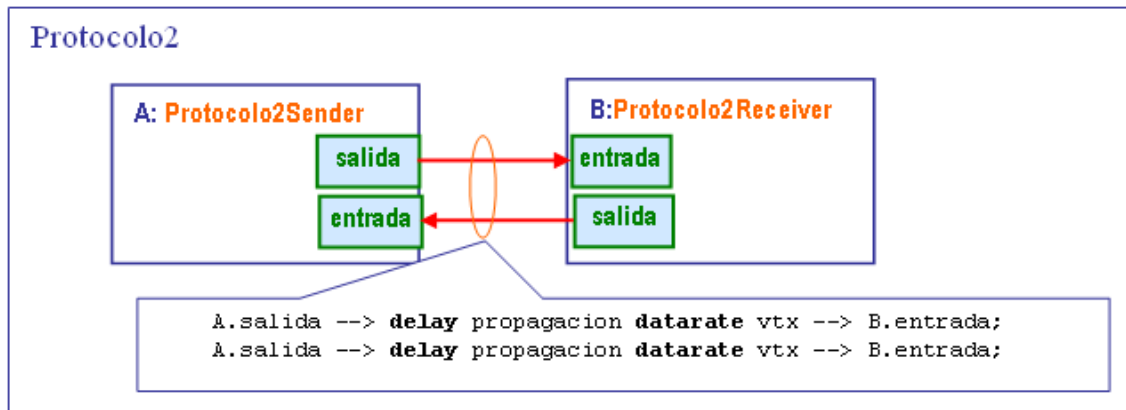 Protocolo2
A: Protocolo2Sender
B:Protocolo2Receiver
salida
entrada
entrada
salida
A.salida --> delay propagacion datarate vtx --> B.entrada;
A.salida --> delay propagacion datarate vtx --> B.entrada;